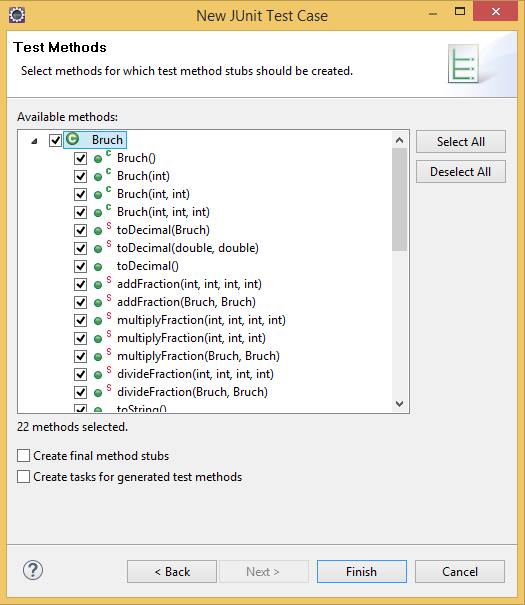 New JUnit Test Case
Test Methods
Select methods for which test method stubs should be created.
Available methods:
Bruch
Select All
Bruch()
Deselect All
Bruch(int)
Bruch(int, int)
Bruch(int, int, int)
toDecimal(Bruch)
toDecimal(double, double)
toDecimal()
addFraction(int, int, int, int)
addFraction(Bruch, Bruch)
multiplyFraction(int, int, int, int)
multiplyFraction(int, int, int)
multiplyFraction(Bruch, Bruch)
divideFraction(int, int, int, int)
divideFraction(Bruch, Bruch)
toString()
22 methods selected.
Create final method stubs
Create tasks for generated test methods
< Back
Next >
Finish
Cancel